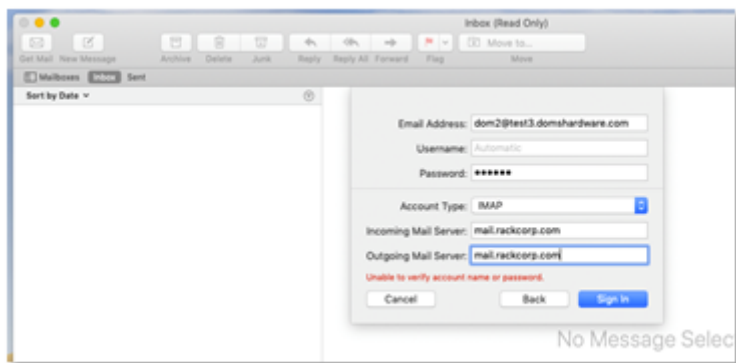 Inbox (Read Only)
Get Mail New Message Archive Delete Junk Reply Reply All Forward Flag Move to... Move
Mailboxes Inbox Sent
Sort by Date
Email Address: dom2@test3.domshardware.com
Username: Automatic
Password: ••••••
Account Type: IMAP
Incoming Mail Server: mail.rackcorp.com
Outgoing Mail Server: mail.rackcorp.com
Unable to verify account name or password.
Cancel Back Sign In
No Message Selec